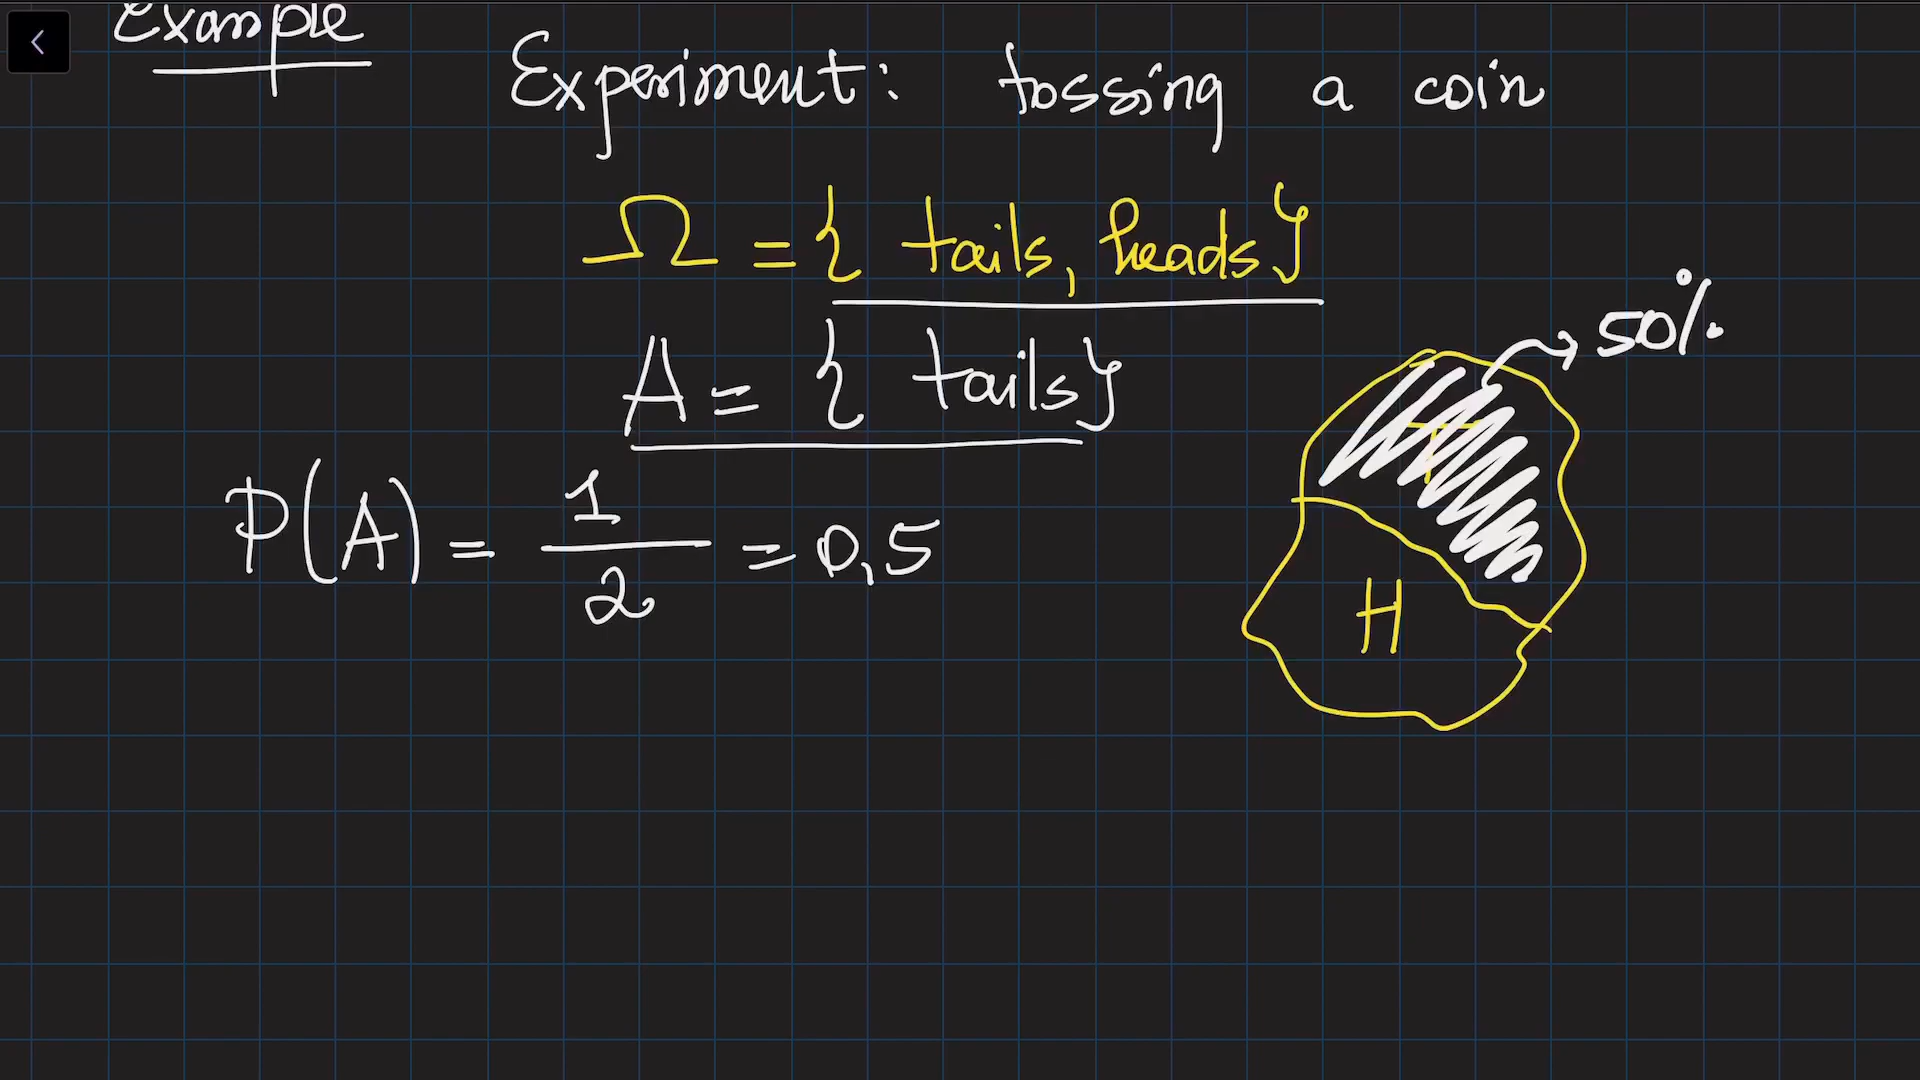 Example
Experiment: tossing a coin
Ω = { tails, heads}
A = { tails}
50%
T
P(A) = 1/2 = 0,5
H